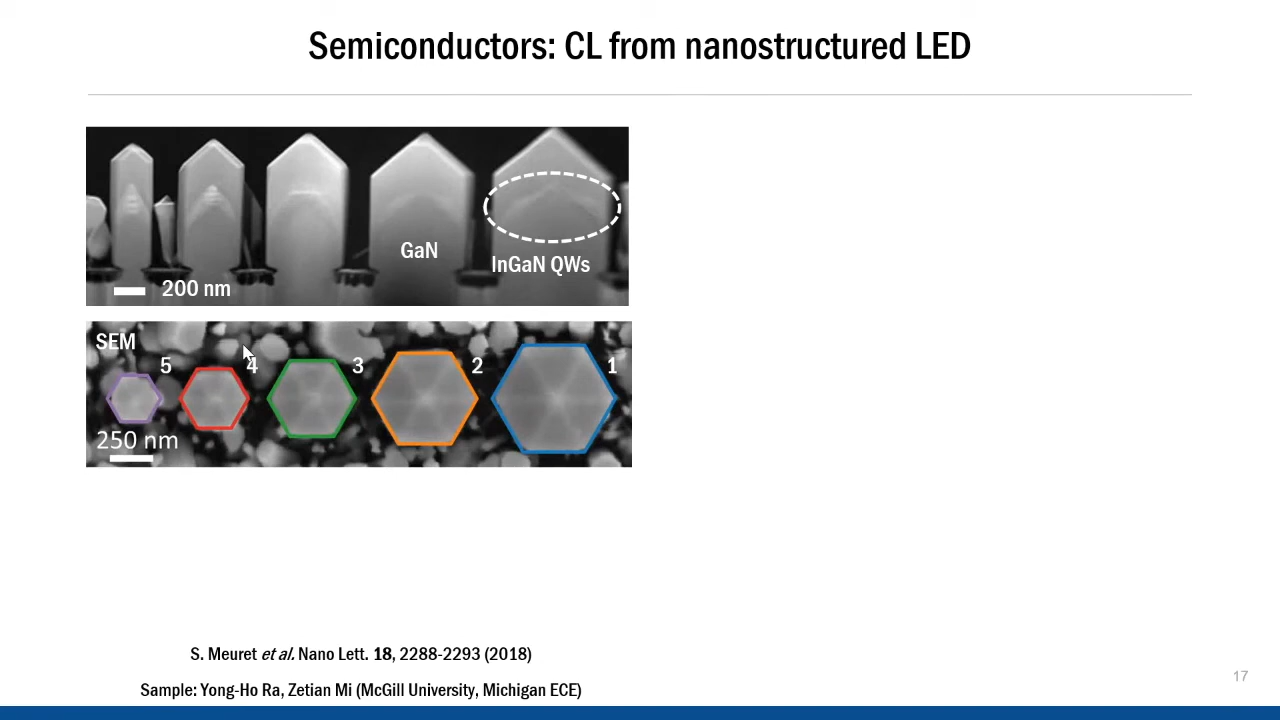 Semiconductors: CL from nanostructured LED
GaN
InGaN QWs
200 nm
SEM
5
4
3
2
1
250 nm
S. Meuret et al. Nano Lett. 18, 2288-2293 (2018)
Sample: Yong-Ho Ra, Zetian Mi (McGill University, Michigan ECE)
17